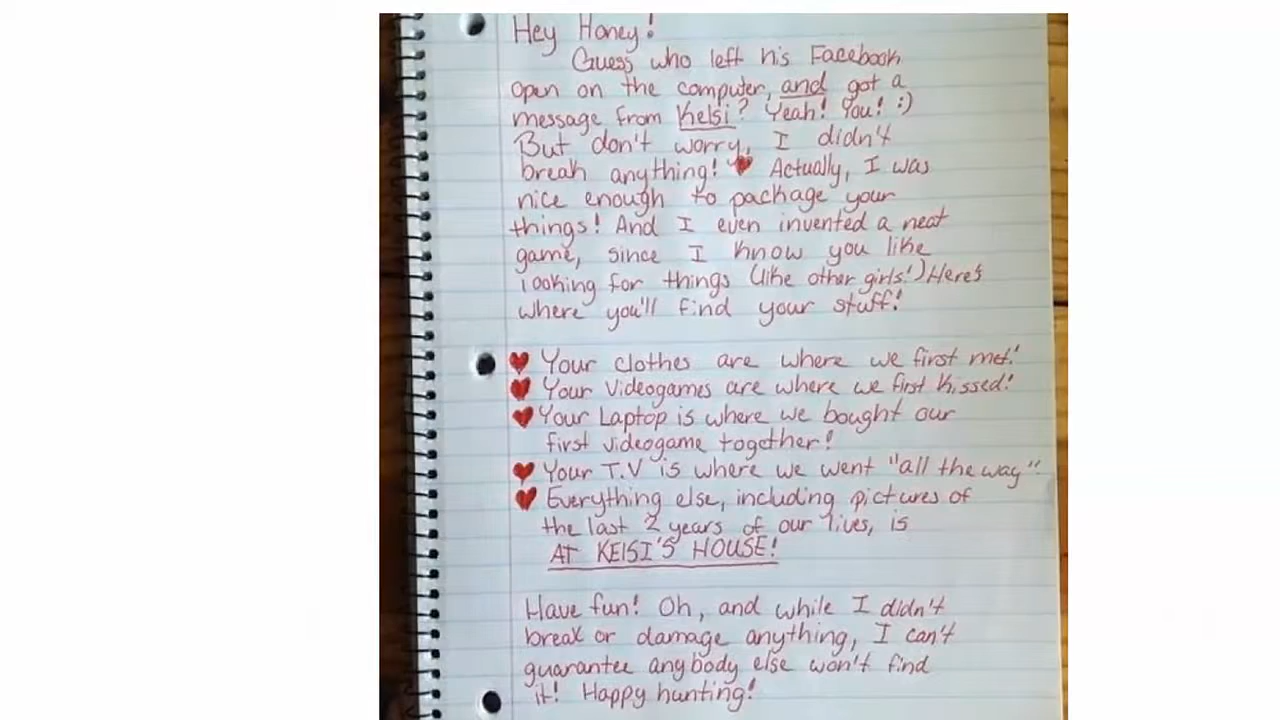 Hey Honey!
Guess who left his Facebook
open on the computer, and got a
message from Kelsi? Yeah! You! :)
But don't worry, I didn't
break anything! ♥ Actually, I was
nice enough to package your
things! And I even invented a neat
game, since I know you like
looking for things (like other girls!) Here's
where you'll find your stuff!
♥ Your clothes are where we first met!
♥ Your videogames are where we first kissed!
♥ Your Laptop is where we bought our
first videogame together!
♥ Your T.V is where we went "all the way"!
♥ Everything else, including pictures of
the last 2 years of our lives, is
AT KElSI'S HOUSE!
Have fun! Oh, and while I didn't
break or damage anything, I can't
guarantee anybody else won't find
it! Happy hunting!